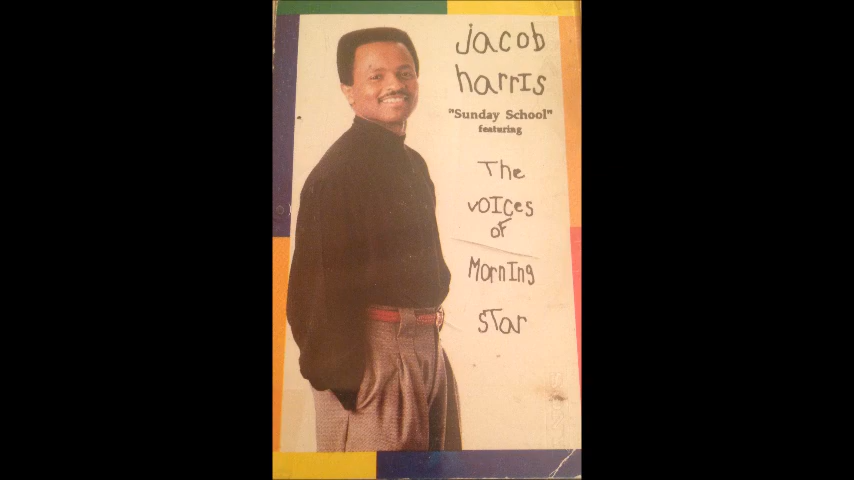 jacob
harrIs
"Sunday School"
featuring
The
voIces
of
MornIng
sTar